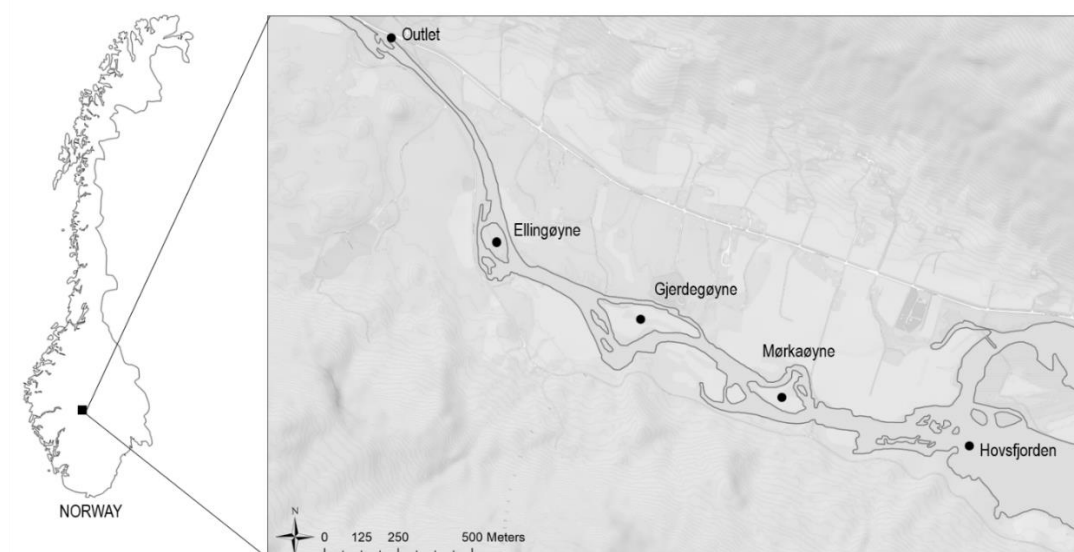 Outlet
Ellingøyne
Gjerdegøyne
Mørkaøyne
Hovsfjorden
NORWAY
N
0 125 250 500 Meters